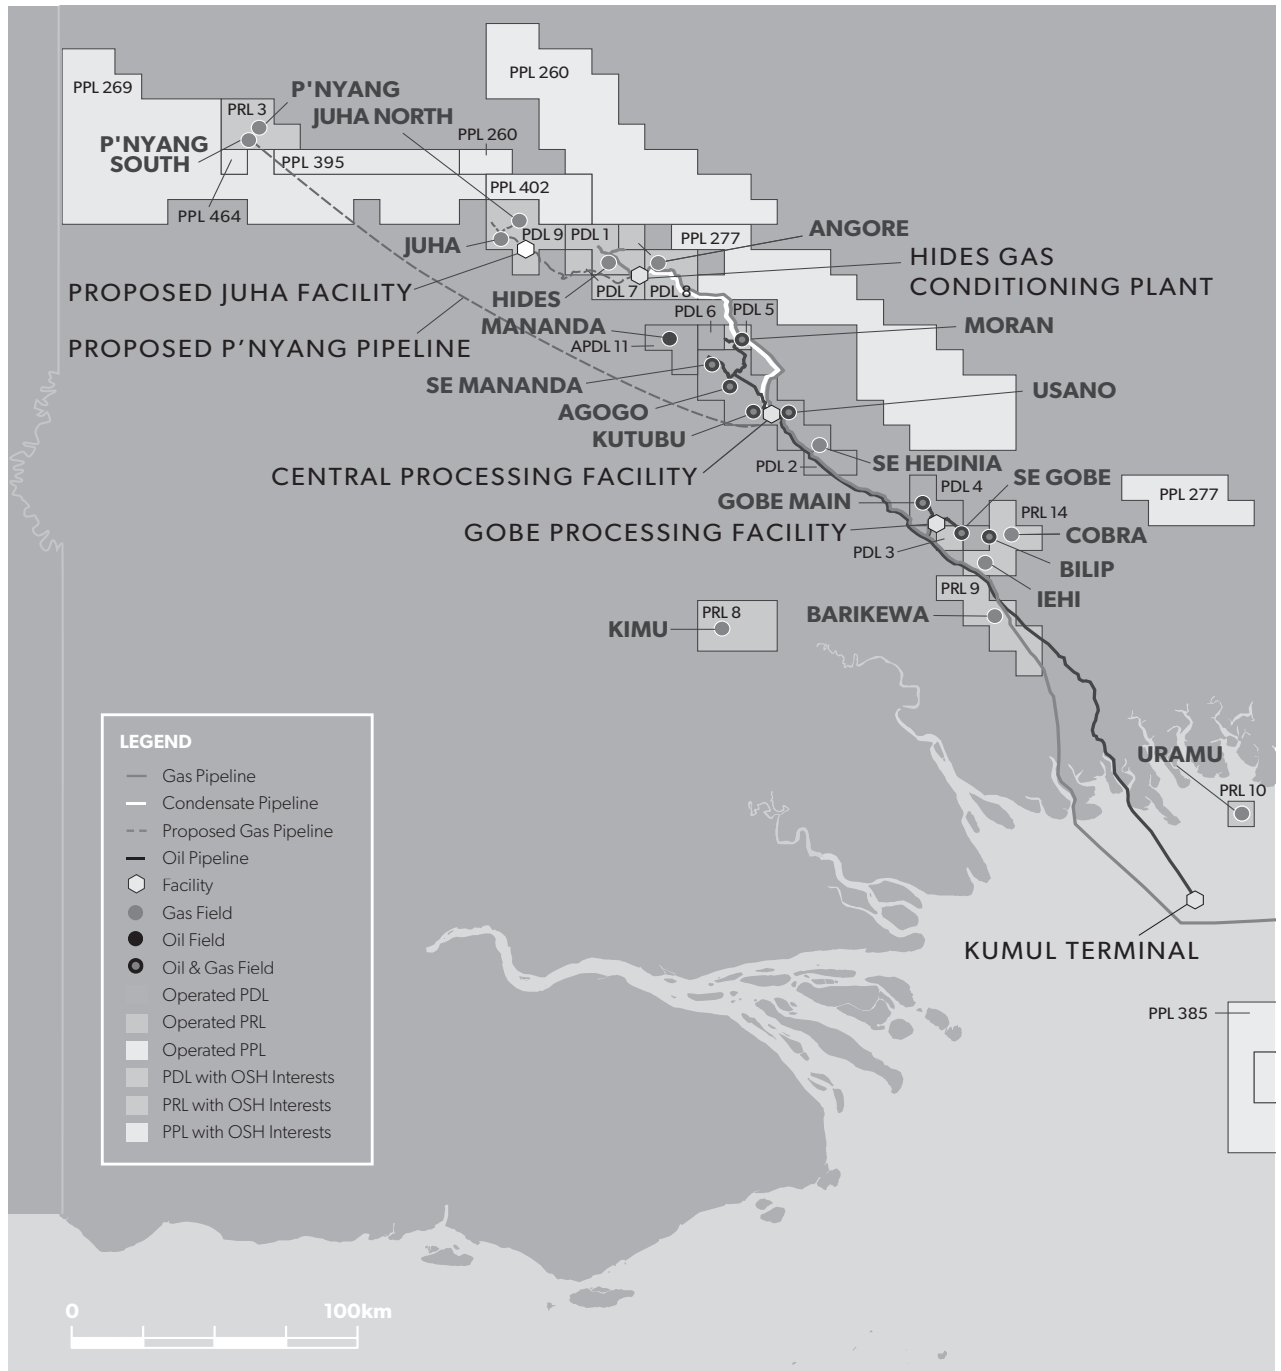 PPL 260
PPL 269
P'NYANG
PRL 3
JUHA NORTH
PPL 260
P'NYANG
SOUTH
PPL 395
PPL 402
PPL 464
ANGORE
JUHA
PDL 9
PDL 1
PPL 277
HIDES GAS
CONDITIONING PLANT
PROPOSED JUHA FACILITY
HIDES
PDL 7
PDL 8
PDL 6
PDL 5
MANANDA
MORAN
APDL 11
PROPOSED P'NYANG PIPELINE
SE MANANDA
USANO
AGOGO
KUTUBU
PDL 2
SE HEDINIA
CENTRAL PROCESSING FACILITY
SE GOBE
PDL 4
PPL 277
GOBE MAIN
PRL 14
GOBE PROCESSING FACILITY
COBRA
PDL 3
BILIP
PRL 9
IEHI
PRL 8
BARIKEWA
KIMU
LEGEND
Gas Pipeline
Condensate Pipeline
Proposed Gas Pipeline
Oil Pipeline
Facility
Gas Field
Oil Field
Oil & Gas Field
Operated PDL
Operated PRL
Operated PPL
PDL with OSH Interests
PRL with OSH Interests
PPL with OSH Interests
URAMU
PRL 10
KUMUL TERMINAL
PPL 385
0 100km